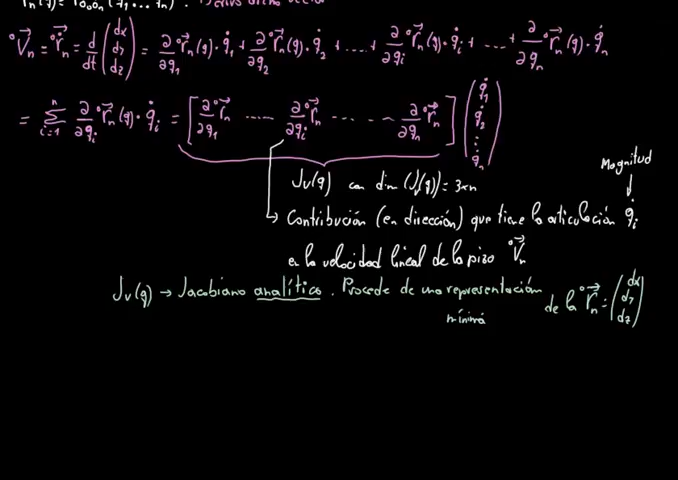 ⁰V⃗ₙ = ⁰ṙ⃗ₙ = d/dt (dx dy dz) = ∂/∂q₁ ⁰r⃗ₙ(q)·q̇₁ + ∂/∂q₂ ⁰r⃗ₙ(q)·q̇₂ + .... + ∂/∂qᵢ ⁰r⃗ₙ(q)·q̇ᵢ + .... + ∂/∂qₙ ⁰r⃗ₙ(q)·q̇ₙ
= Σᵢ₌₁ⁿ ∂/∂qᵢ ⁰r⃗ₙ(q)·q̇ᵢ = [∂/∂q₁ ⁰r⃗ₙ ..... ∂/∂qᵢ ⁰r⃗ₙ ..... ∂/∂qₙ ⁰r⃗ₙ] (q̇₁ q̇₂ ⋮ q̇ₙ)
Magnitud
Jv(q) con dim (Jv(q)) = 3xn
Contribución (en dirección) que tiene la articulación q̇ᵢ
en la velocidad lineal de la pieza ⁰V⃗ₙ
Jv(q) → Jacobiano analítico. Procede de una representación
mínima
de la ⁰r⃗ₙ = (dx dy dz)